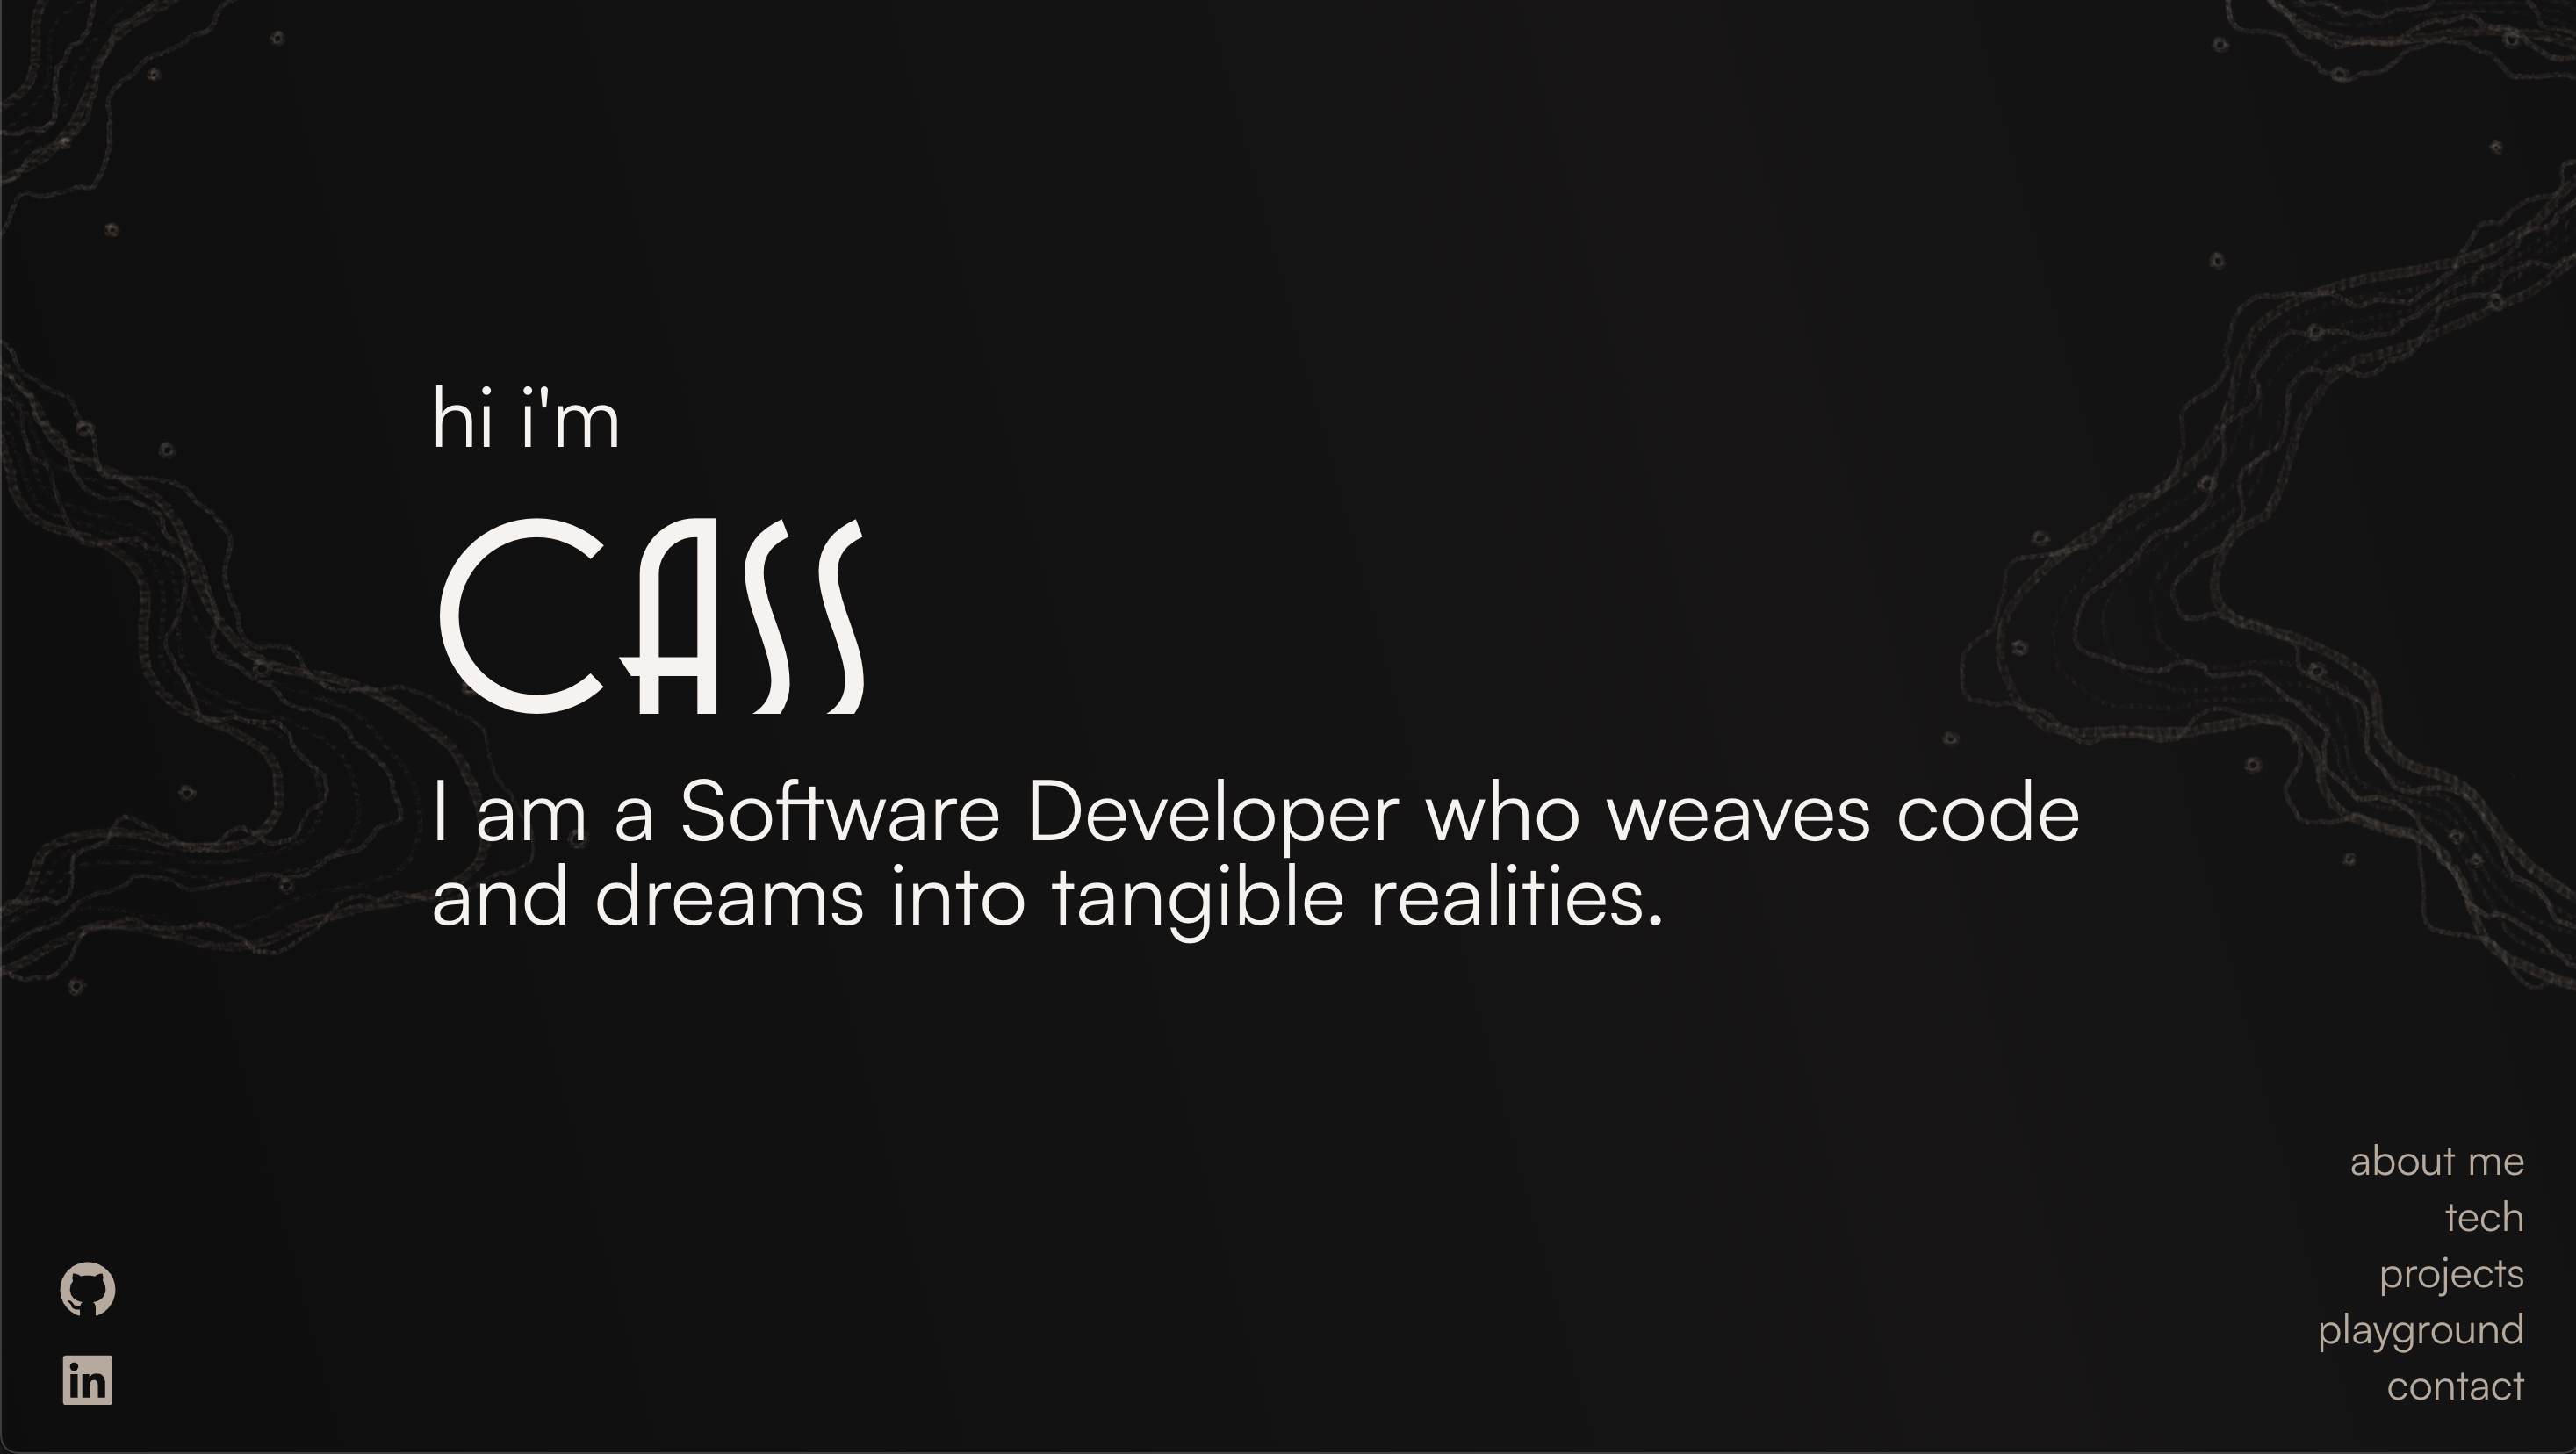 hi i'm
CASS
I am a Software Developer who weaves code
and dreams into tangible realities.
about me
tech
projects
playground
in
contact